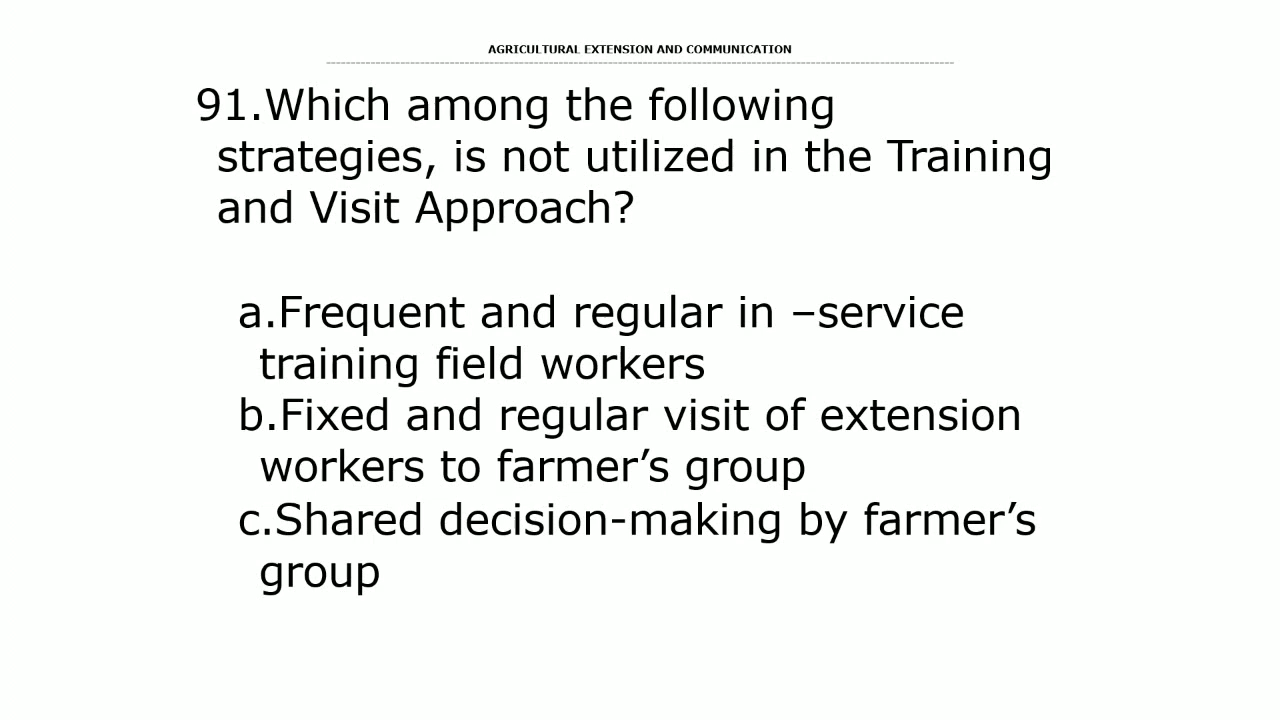 AGRICULTURAL EXTENSION AND COMMUNICATION
91.Which among the following
strategies, is not utilized in the Training
and Visit Approach?
a.Frequent and regular in –service
training field workers
b.Fixed and regular visit of extension
workers to farmer’s group
c.Shared decision-making by farmer’s
group